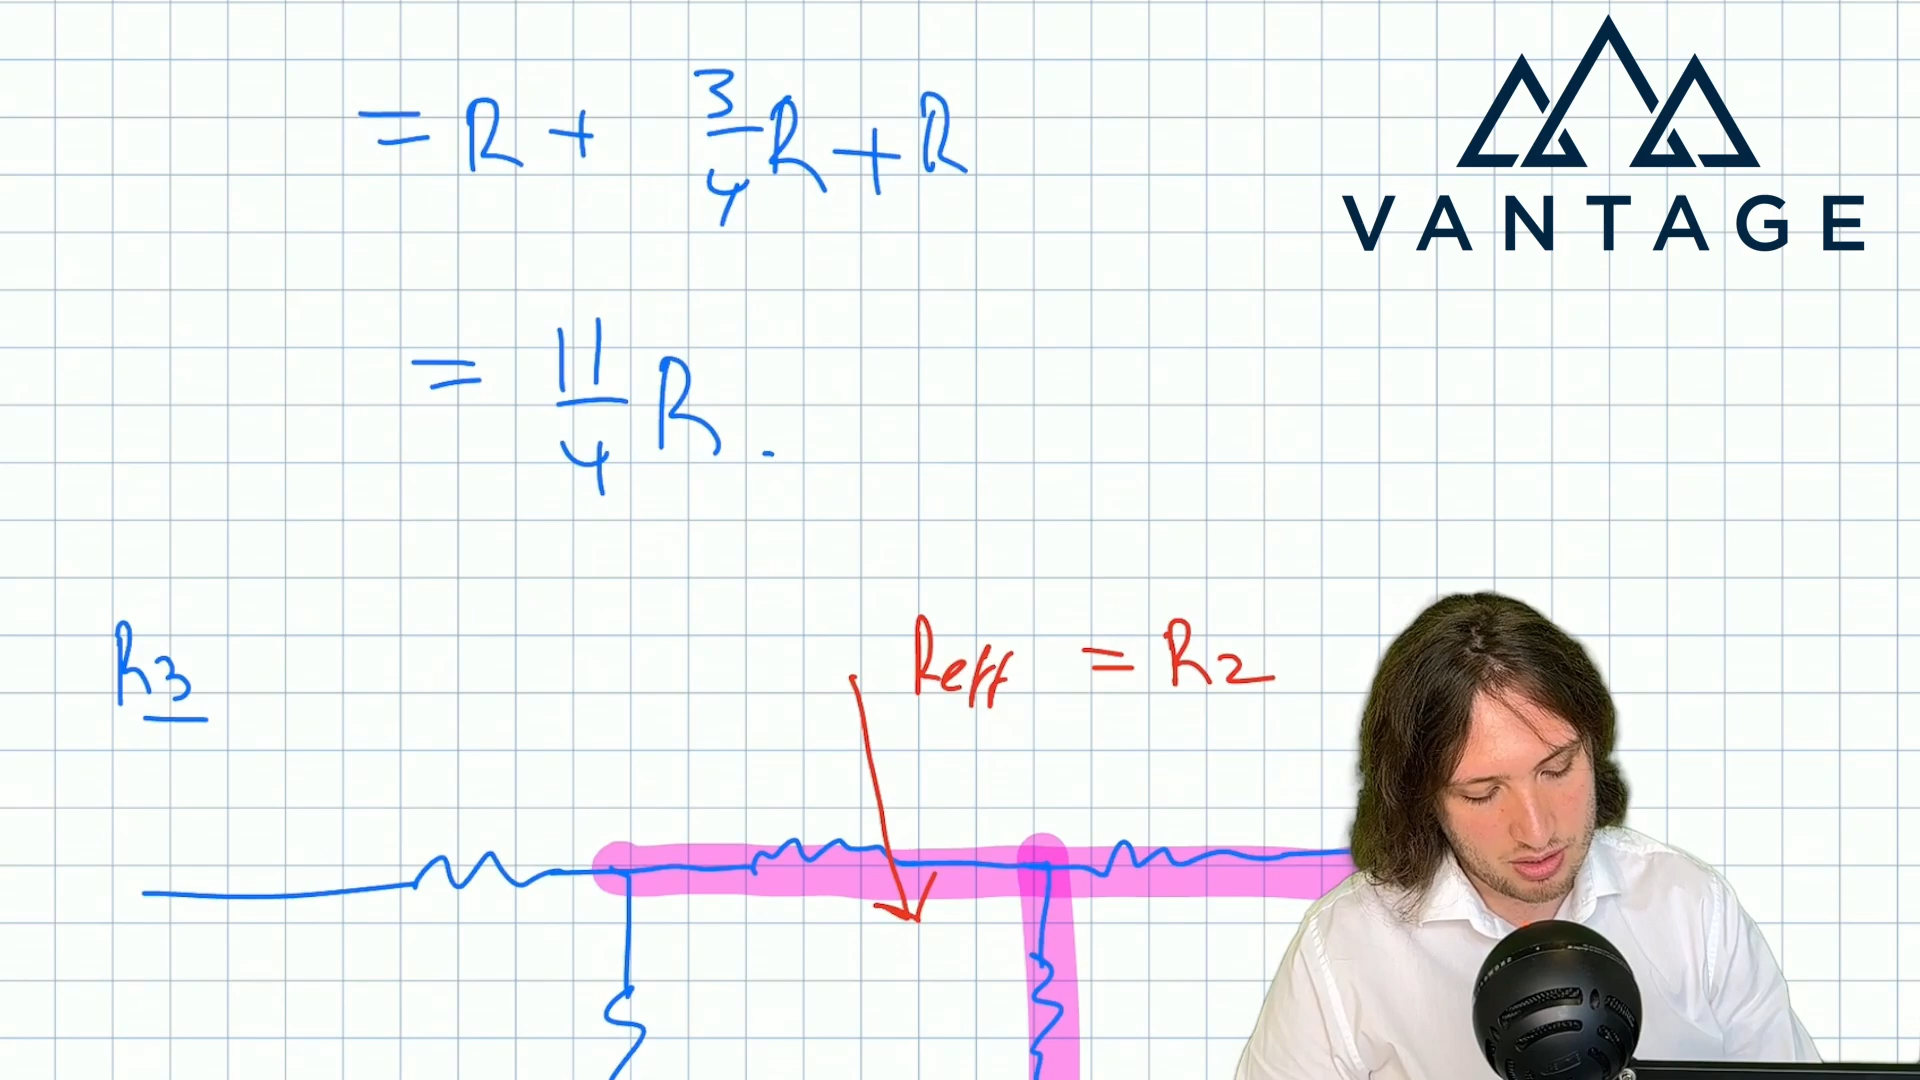 = R + 3/4 R + R
VANTAGE
= 11/4 R.
R3
Reff = R2